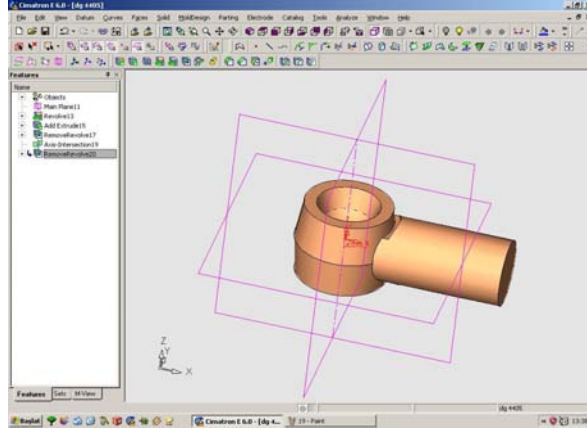 Cimatron E 6.0 - [dg 4405]
File Edit View Datum Curves Faces Solid MoldDesign Parting Electrode Catalog Tools Analyze Window Help
Features
Name
Objects
Main Plane11
Revolve13
Add Extrude15
RemoveRevolve17
Axis-Intersection19
RemoveRevolve20
Z
Y
X
Features Sets M-View
dg 4405
Başlat
Cimatron E 6.0 - [dg 4...
19 - Paint